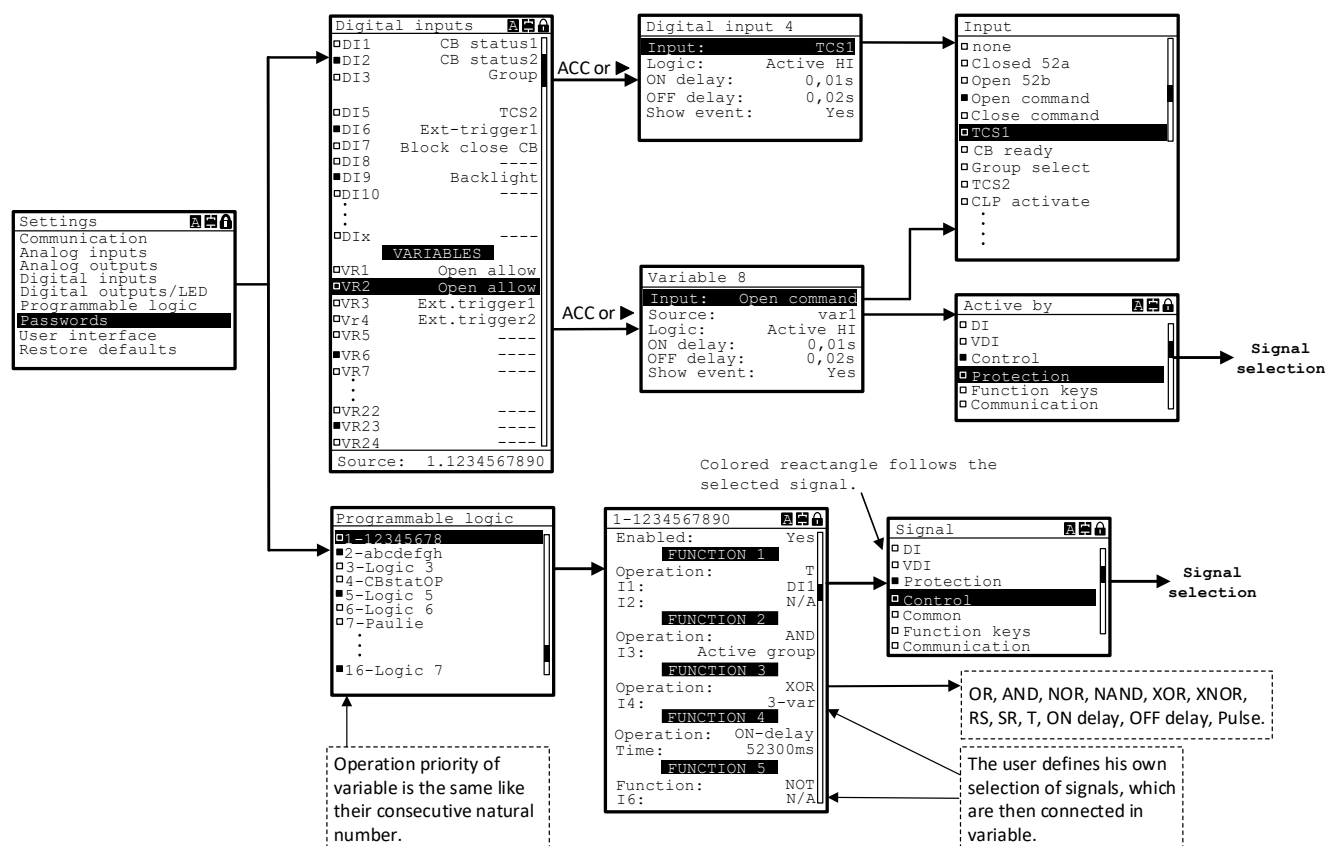 Settings A
Communication
Analog inputs
Analog outputs
Digital inputs
Digital outputs/LED
Programmable logic
Passwords
User interface
Restore defaults
Digital inputs A
DI1 CB status1
DI2 CB status2
DI3 Group
DI5 TCS2
DI6 Ext-trigger1
DI7 Block close CB
DI8 ----
DI9 Backlight
DI10 ----
DIx ----
VARIABLES
VR1 Open allow
VR2 Open allow
VR3 Ext.trigger1
Vr4 Ext.trigger2
VR5 ----
VR6 ----
VR7 ----
VR22 ----
VR23 ----
VR24 ----
Source: 1.1234567890
ACC or
ACC or
Digital input 4
Input: TCS1
Logic: Active HI
ON delay: 0,01s
OFF delay: 0,02s
Show event: Yes
Input
none
Closed 52a
Open 52b
Open command
Close command
TCS1
CB ready
Group select
TCS2
CLP activate
Variable 8
Input: Open command
Source: var1
Logic: Active HI
ON delay: 0,01s
OFF delay: 0,02s
Show event: Yes
Active by A
DI
VDI
Control
Protection
Function keys
Communication
Signal
selection
Programmable logic
1-12345678
2-abcdefgh
3-Logic 3
4-CBstatOP
5-Logic 5
6-Logic 6
7-Paulie
16-Logic 7
Operation priority of
variable is the same like
their consecutive natural
number.
1-1234567890 A
Enabled: Yes
FUNCTION 1
Operation: T
I1: DI1
I2: N/A
FUNCTION 2
Operation: AND
I3: Active group
FUNCTION 3
Operation: XOR
I4: 3-var
FUNCTION 4
Operation: ON-delay
Time: 52300ms
FUNCTION 5
Function: NOT
I6: N/A
Colored reactangle follows the
selected signal.
Signal A
DI
VDI
Protection
Control
Common
Function keys
Communication
Signal
selection
OR, AND, NOR, NAND, XOR, XNOR,
RS, SR, T, ON delay, OFF delay, Pulse.
The user defines his own
selection of signals, which
are then connected in
variable.